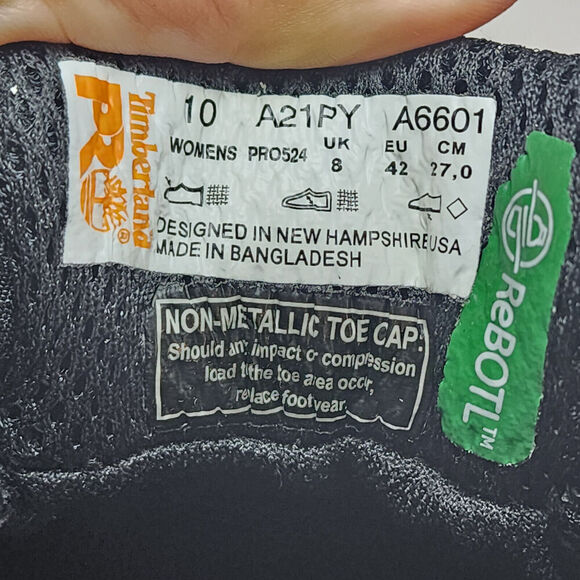 PRO
Timberland®
10 A21PY A6601
WOMENS PRO524 UK EU CM
8 42 27,0
DESIGNED IN NEW HAMPSHIRE USA
MADE IN BANGLADESH
NON-METALLIC TOE CAP:
Should any impact or compression
load to the toe area occur,
replace footwear.
ReBOTL™